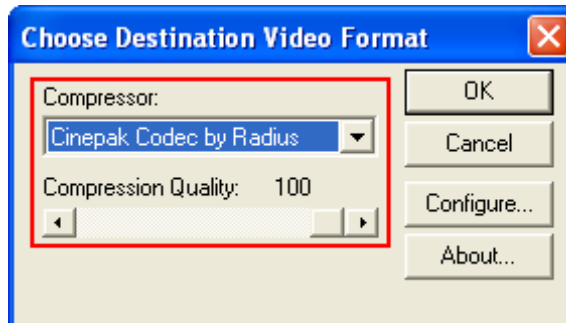 Choose Destination Video Format
Compressor:
Cinepak Codec by Radius
Compression Quality: 100
OK
Cancel
Configure...
About...